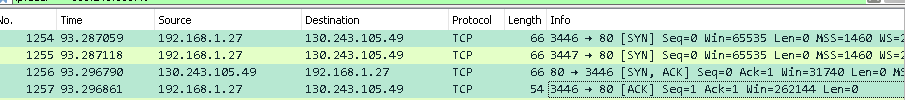 No. Time Source Destination Protocol Length Info
1254 93.287059 192.168.1.27 130.243.105.49 TCP 66 3446 → 80 [SYN] Seq=0 Win=65535 Len=0 MSS=1460 WS=2
1255 93.287118 192.168.1.27 130.243.105.49 TCP 66 3447 → 80 [SYN] Seq=0 Win=65535 Len=0 MSS=1460 WS=2
1256 93.296790 130.243.105.49 192.168.1.27 TCP 66 80 → 3446 [SYN, ACK] Seq=0 Ack=1 Win=31740 Len=0 MS
1257 93.296861 192.168.1.27 130.243.105.49 TCP 54 3446 → 80 [ACK] Seq=1 Ack=1 Win=262144 Len=0